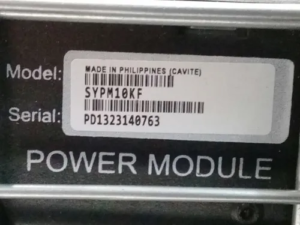 MADE IN PHILIPPINES (CAVITE)
Model: SYPM10KF
Serial: PD1323140763
POWER MODULE